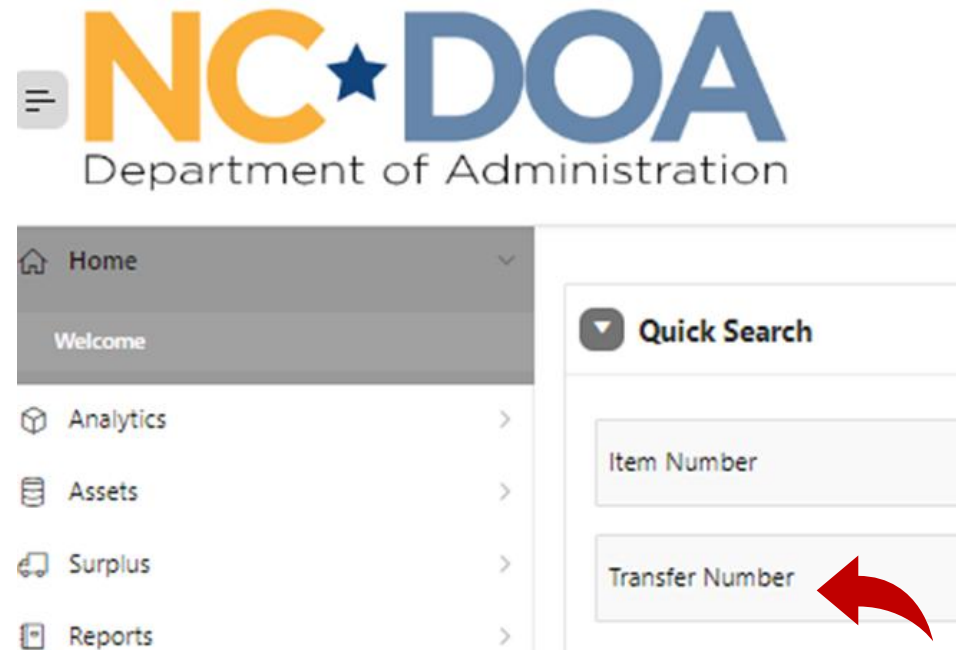 NC DOA
Department of Administration
Home
Welcome
Analytics
Assets
Surplus
Reports
Quick Search
Item Number
Transfer Number